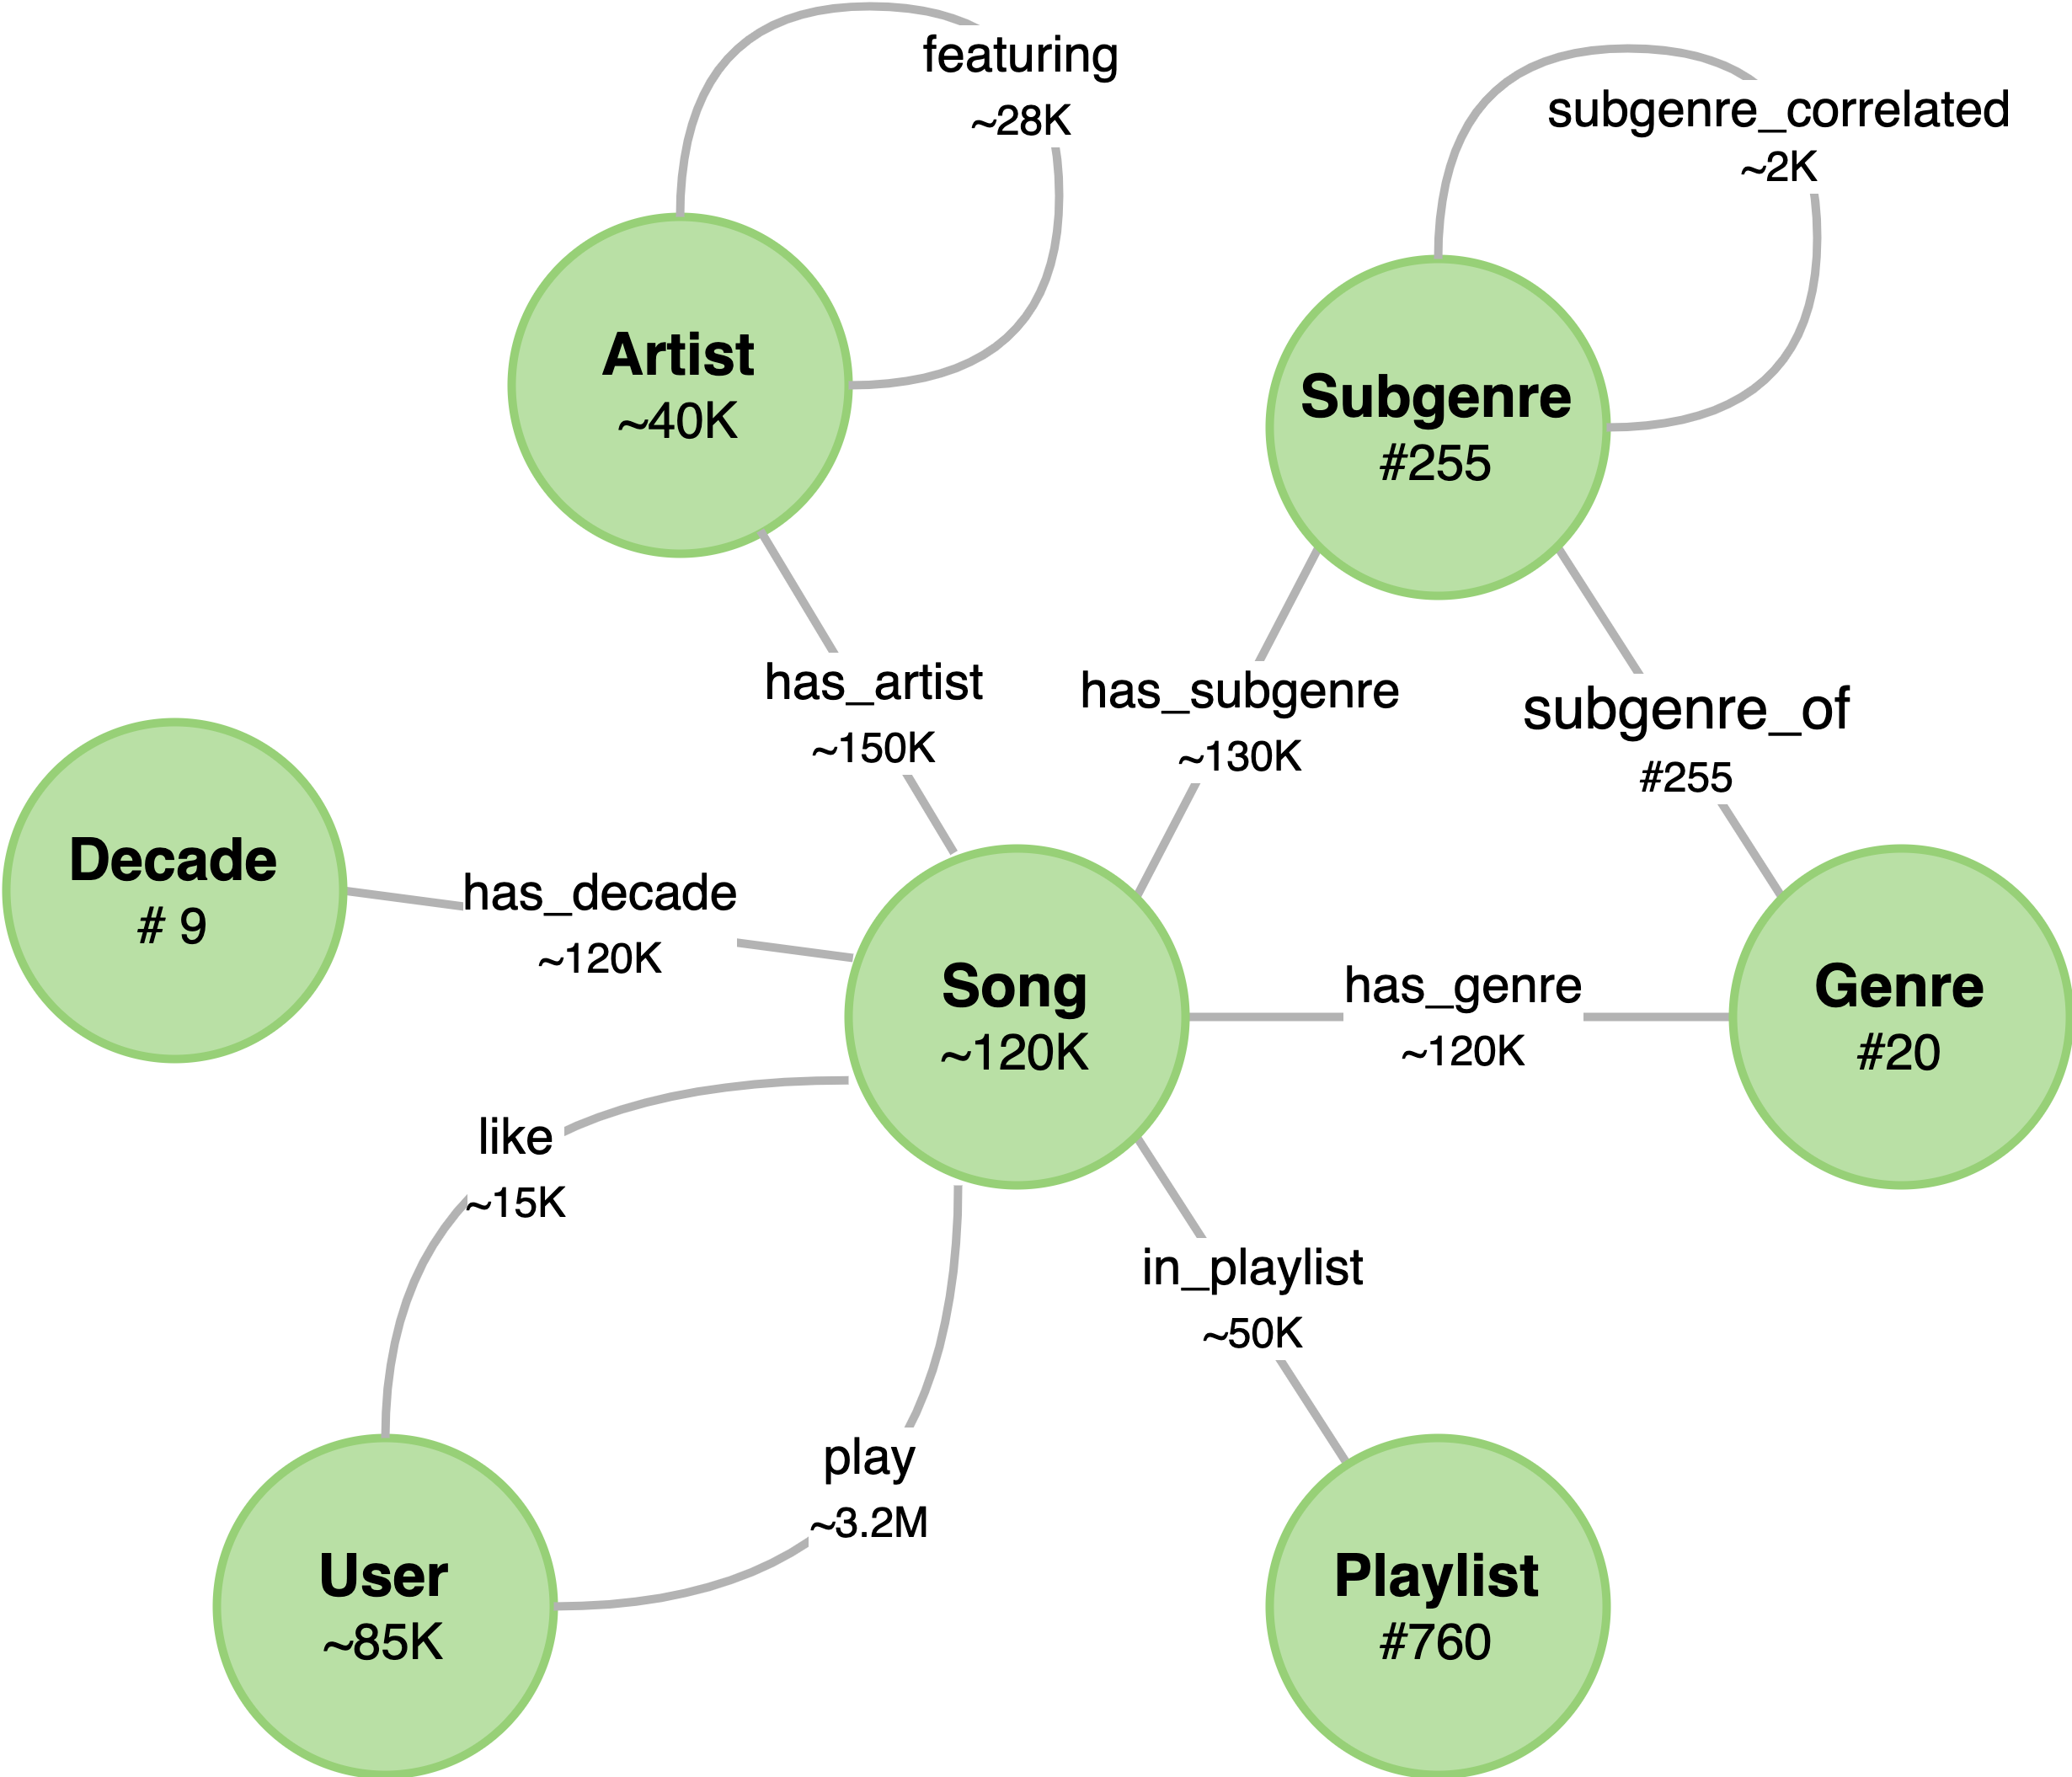 featuring
~28K
subgenre_correlated
~2K
Artist
~40K
Subgenre
#255
has_artist
~150K
has_subgenre
~130K
subgenre_of
#255
Decade
# 9
has_decade
~120K
Song
~120K
has_genre
~120K
Genre
#20
like
~15K
in_playlist
~50K
play
~3.2M
User
~85K
Playlist
#760